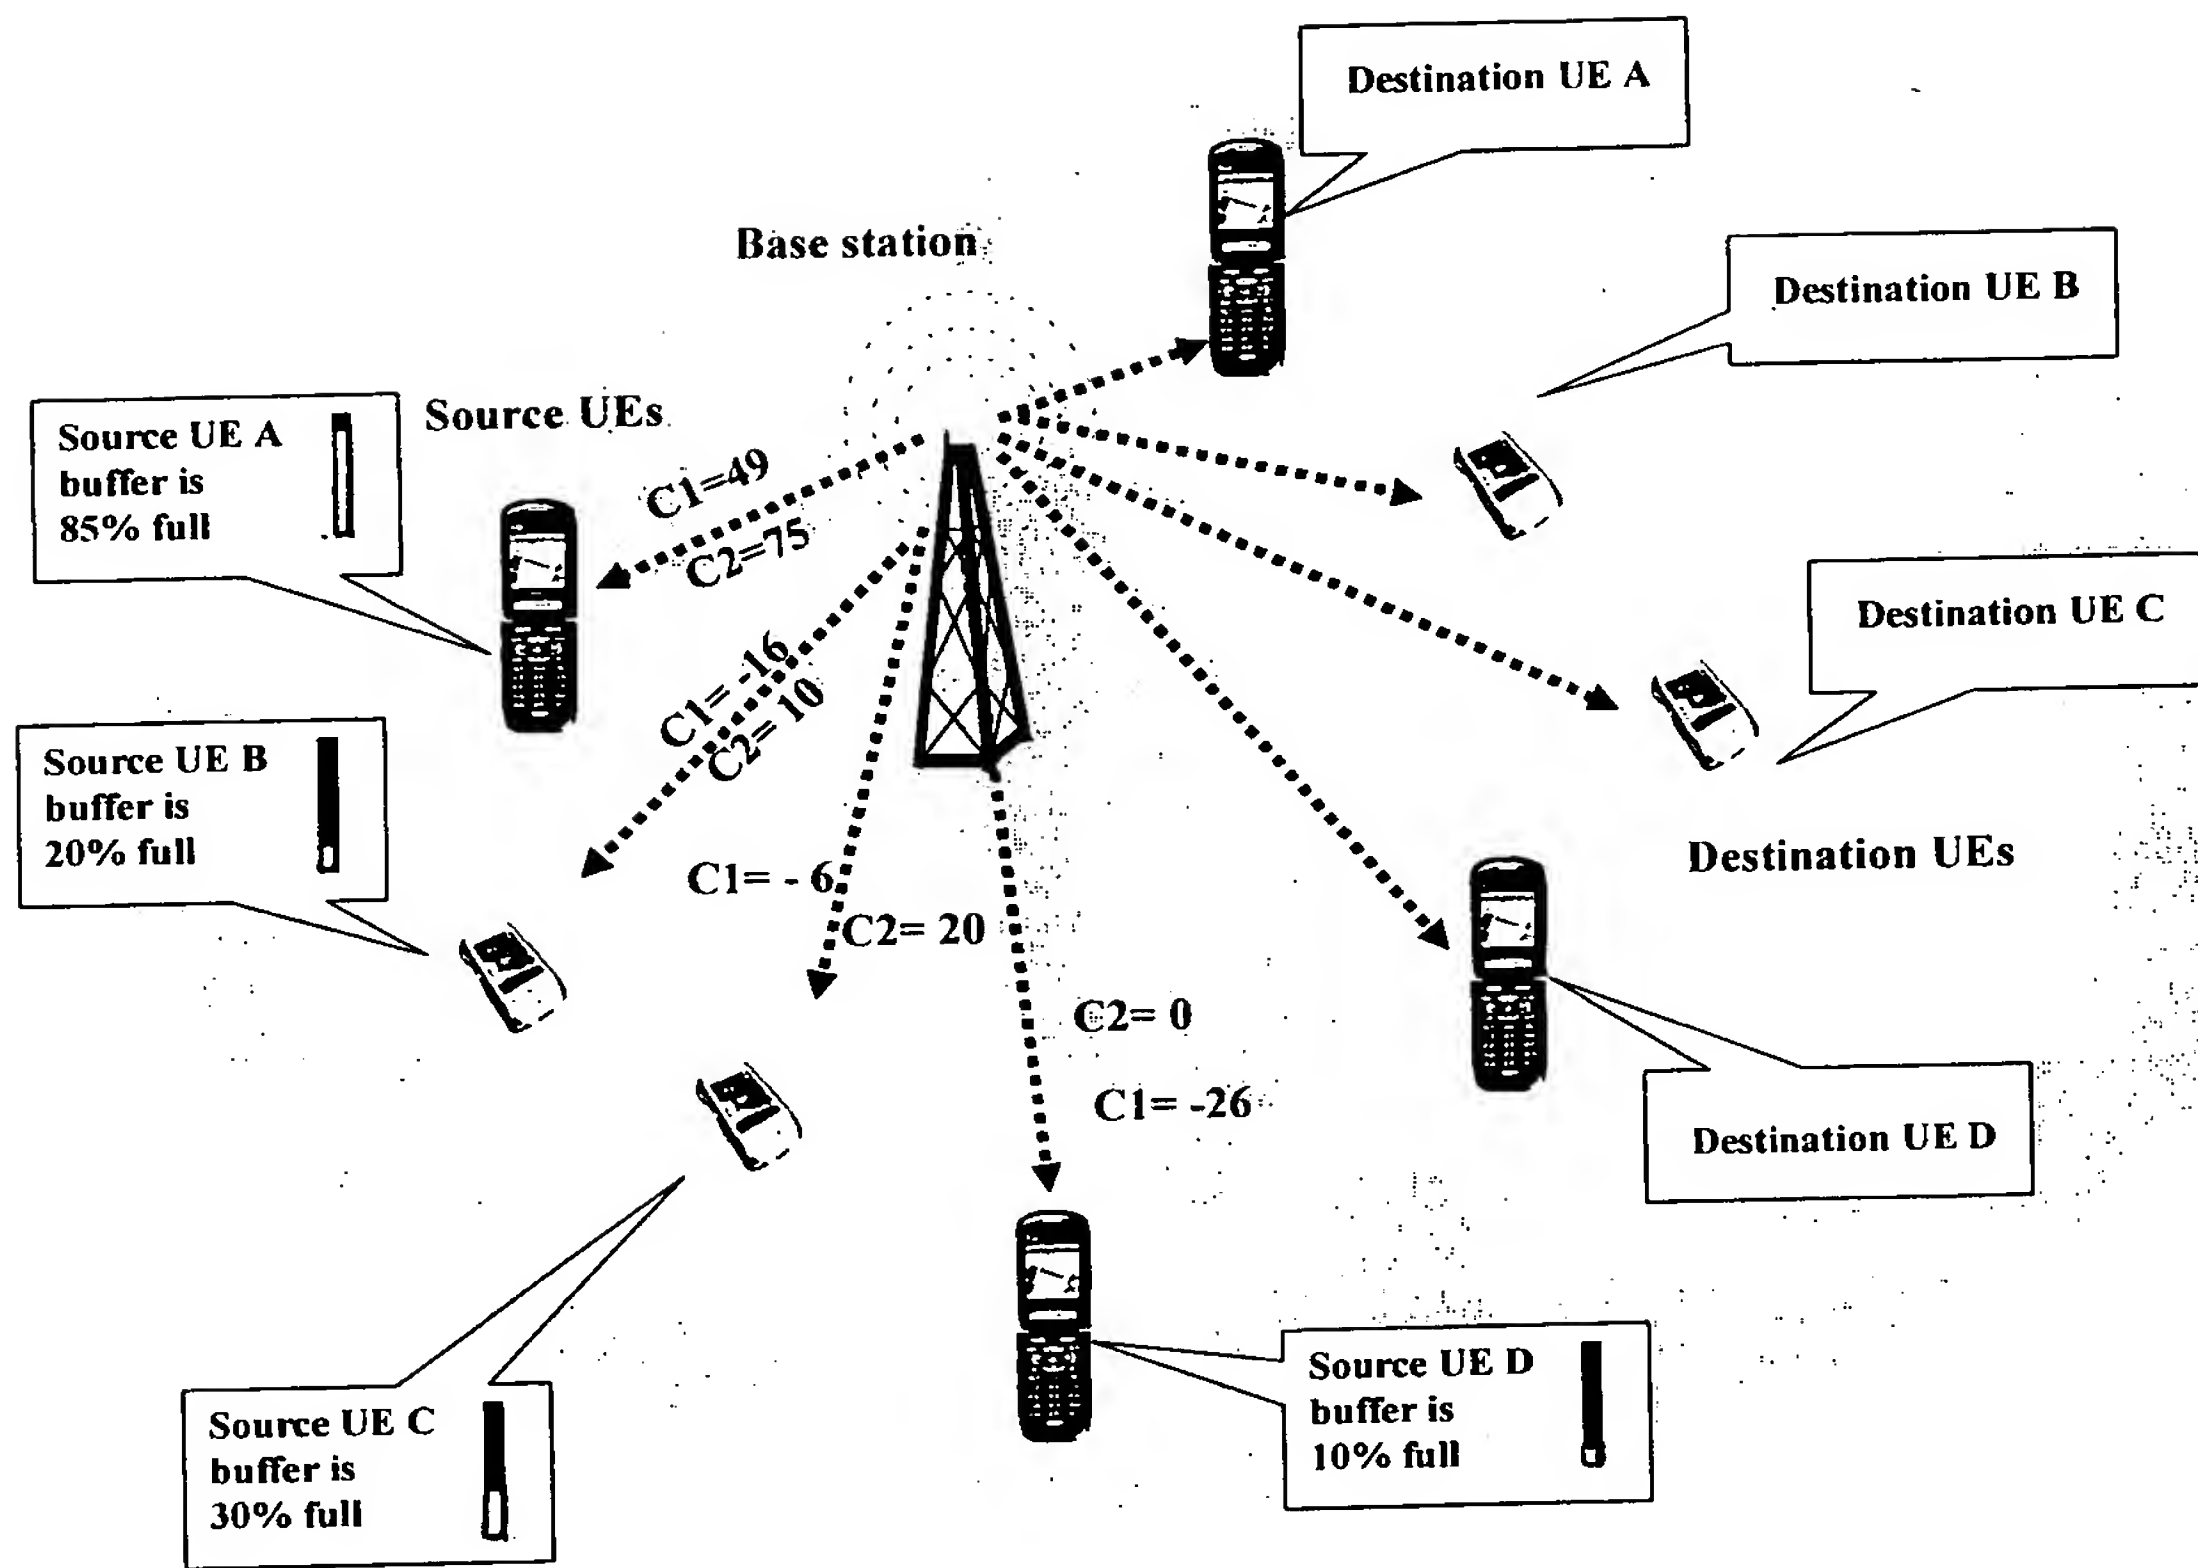 Destination UE A
Base station
Destination UE B
Source UE A
buffer is
85% full
Source UEs
C1=49
C2=75
Destination UE C
C1= -16
C2= 10
Source UE B
buffer is
20% full
Destination UEs
C1= - 6
C2= 20
C2= 0
C1= -26
Destination UE D
Source UE C
buffer is
30% full
Source UE D
buffer is
10% full